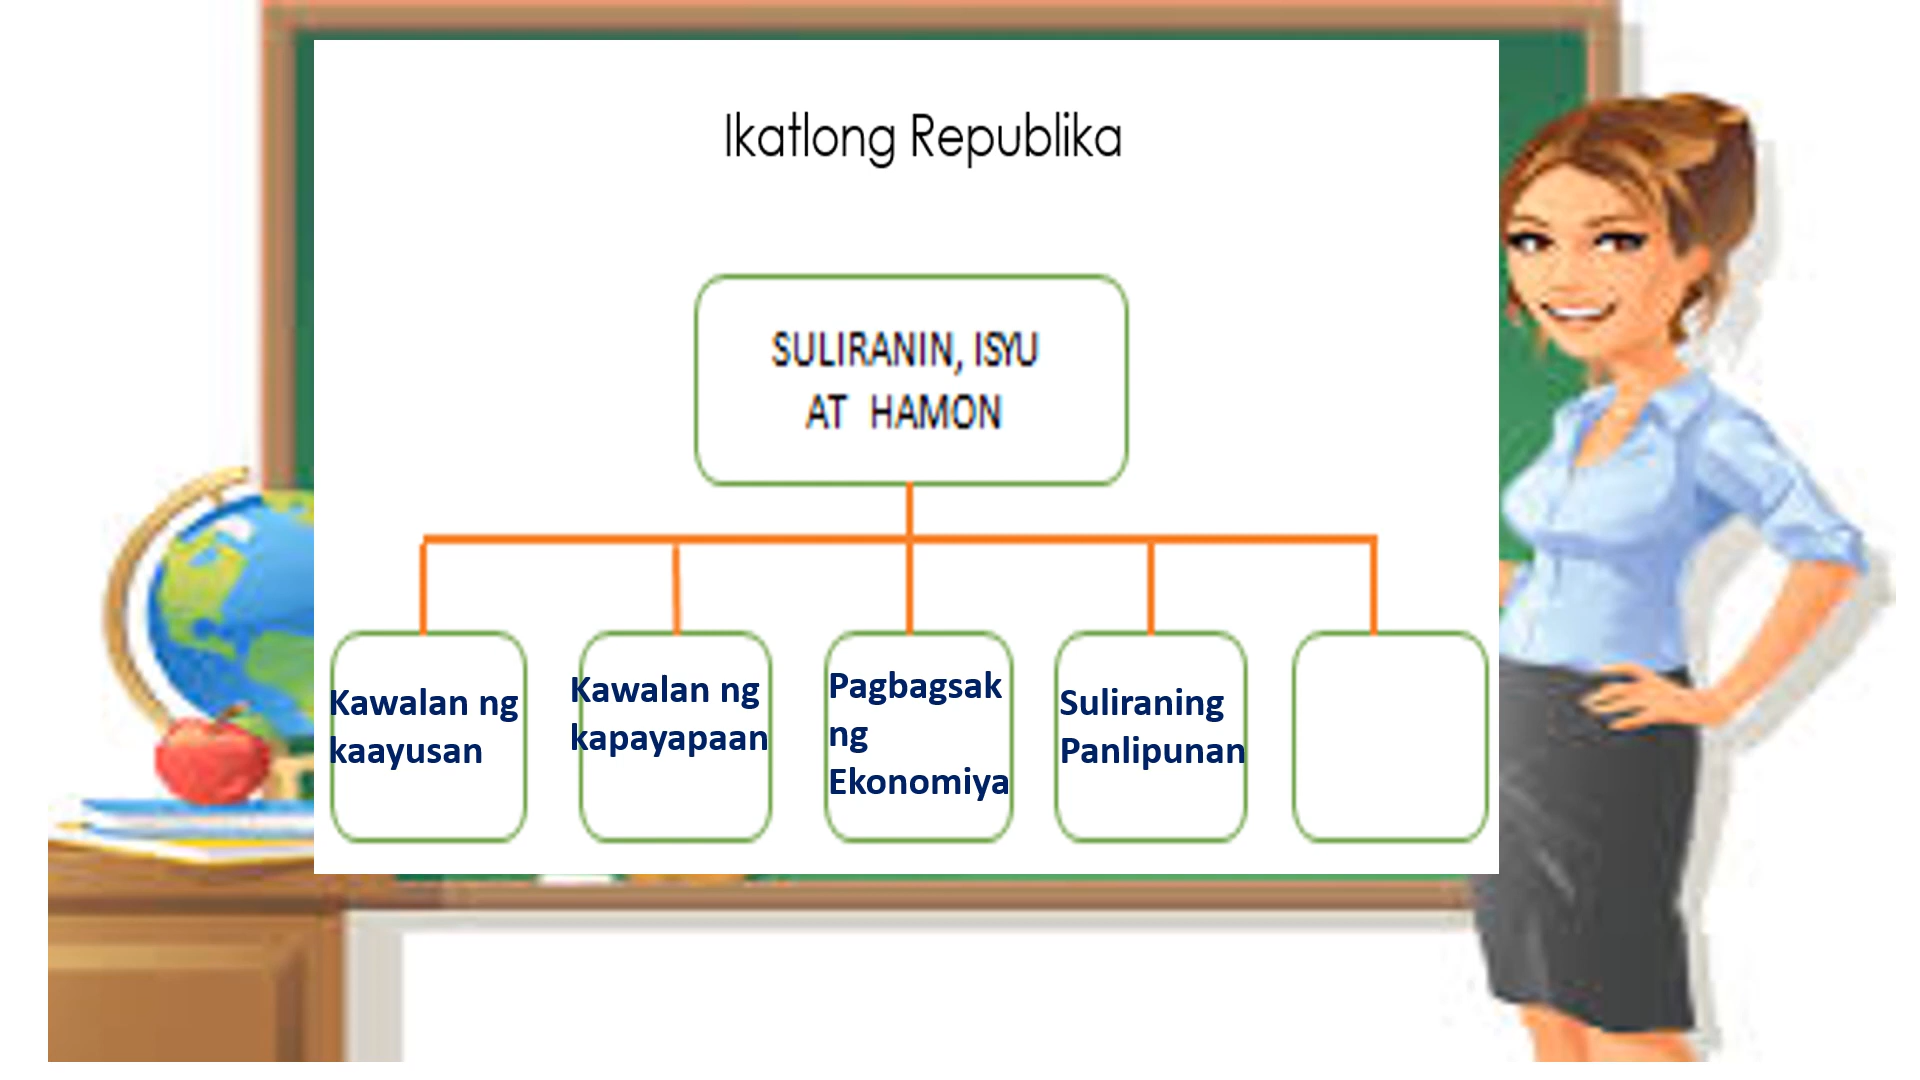 Ikatlong Republika
SULIRANIN, ISYU
AT HAMON
Kawalan ng
kaayusan
Kawalan ng
kapayapaan
Pagbagsak
ng
Ekonomiya
Suliraning
Panlipunan